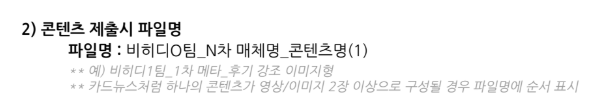 2) 콘텐츠 제출시 파일명
파일명 : 비히디O팀_N차 매체명_콘텐츠명(1)
** 예) 비히디1팀_1차 메타_후기 강조 이미지형
** 카드뉴스처럼 하나의 콘텐츠가 영상/이미지 2장 이상으로 구성될 경우 파일명에 순서 표시